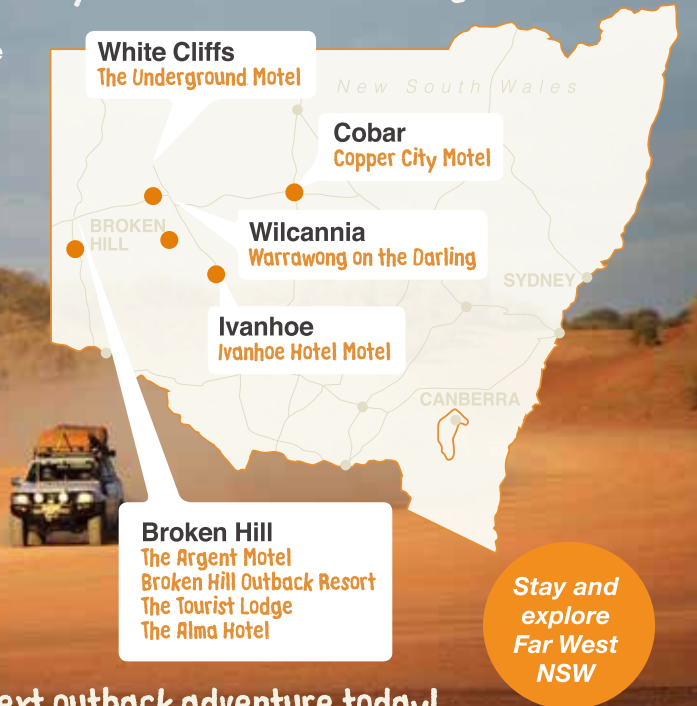 White Cliffs
The Underground Motel
New South Wales
Cobar
Copper City Motel
BROKEN
HILL
Wilcannia
Warrawong on the Darling
SYDNEY
Ivanhoe
Ivanhoe Hotel Motel
CANBERRA
Broken Hill
The Argent Motel
Broken Hill Outback Resort
The Tourist Lodge
The Alma Hotel
Stay and
explore
Far West
NSW
outback adventure today!